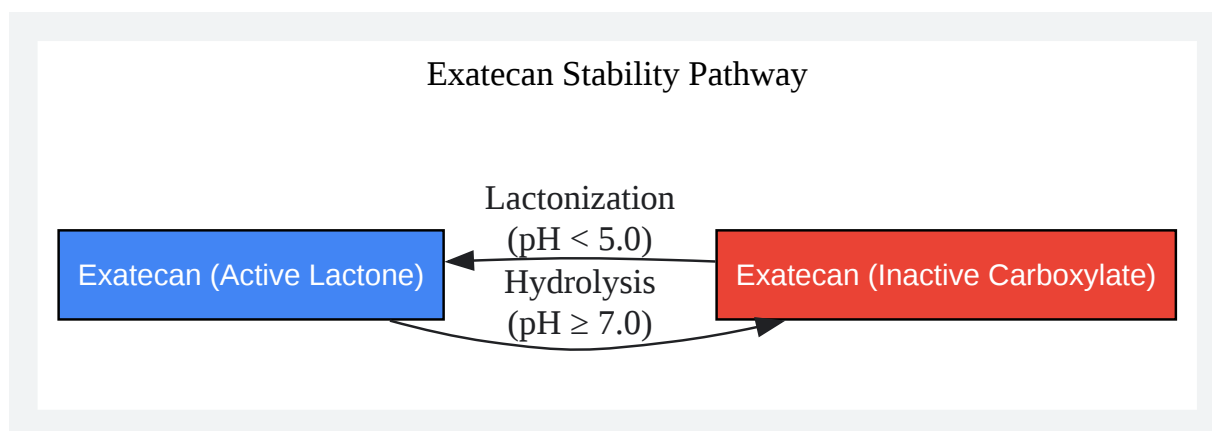 Exatecan Stability Pathway
Lactonization
(pH < 5.0)
Exatecan (Active Lactone)
Exatecan (Inactive Carboxylate)
Hydrolysis
(pH ≥ 7.0)